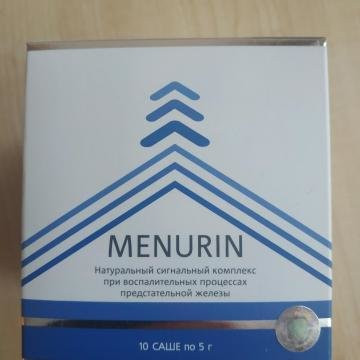 MENURIN
Натуральный сигнальный комплекс
при воспалительных процессах
предстательной железы
10 САШЕ по 5 г